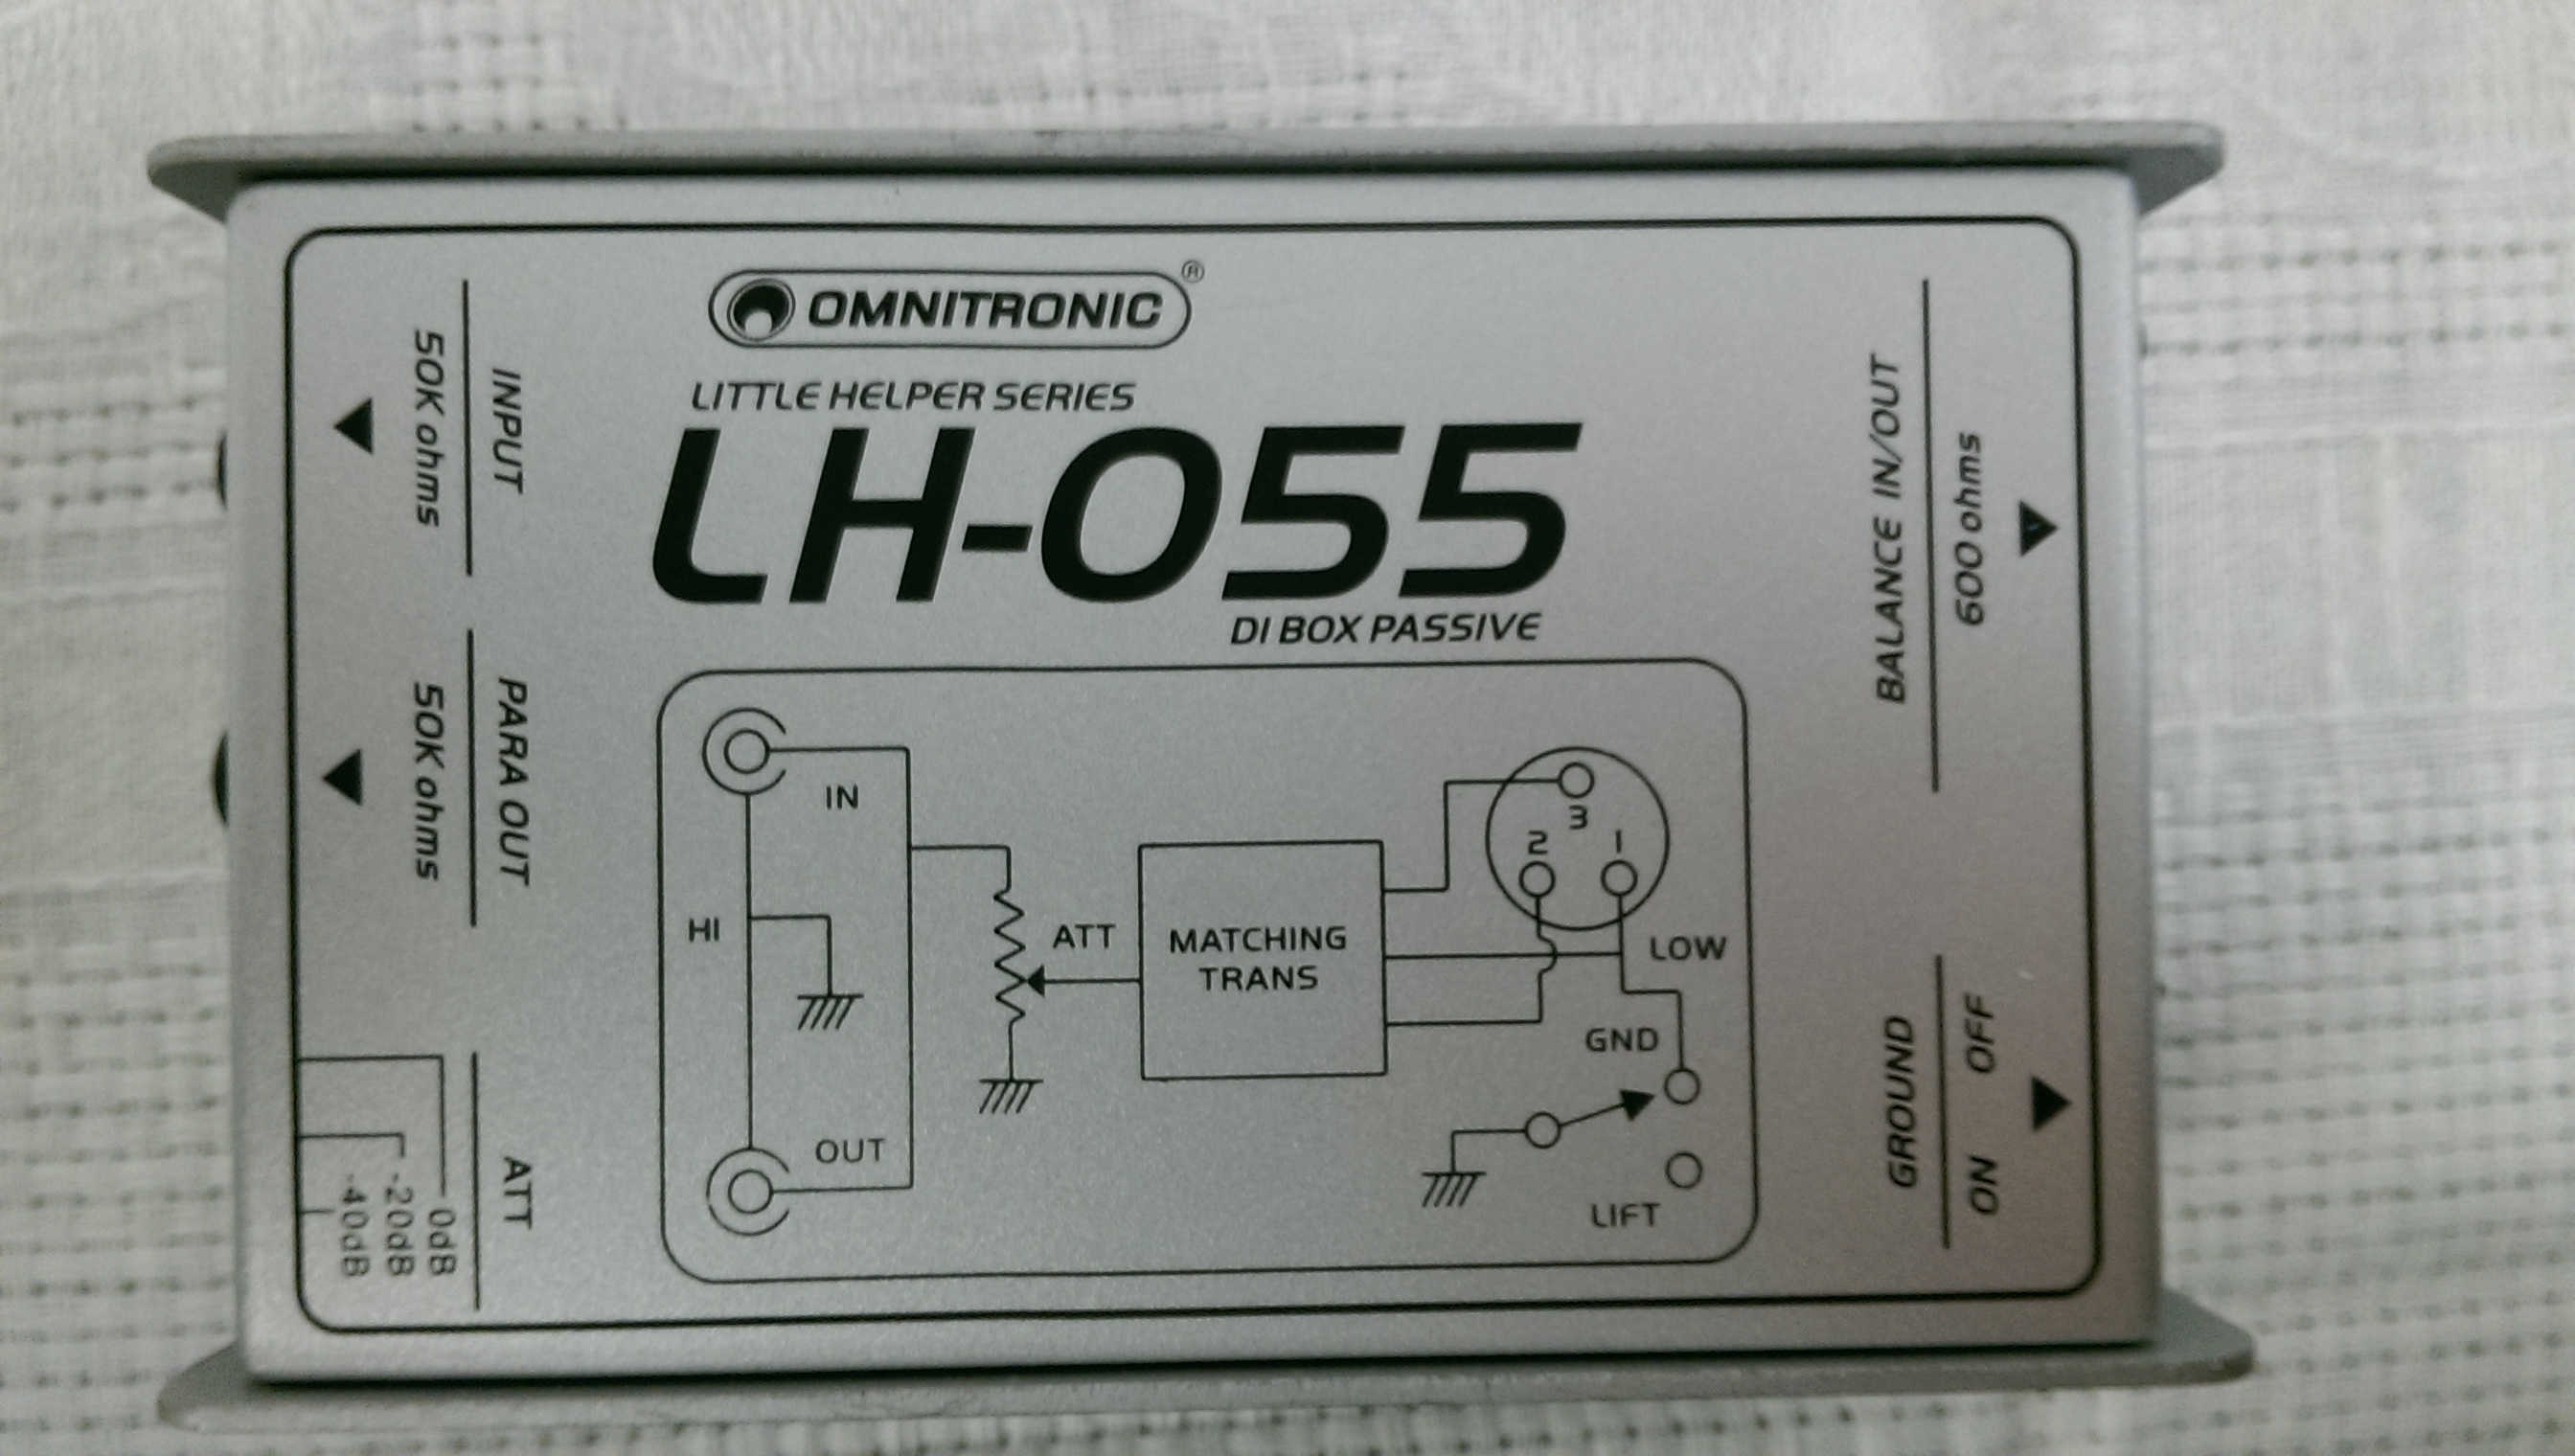 OMNITRONIC®
LITTLE HELPER SERIES
LH-055
DI BOX PASSIVE
INPUT
50K ohms
PARA OUT
50K ohms
ATT
0dB
-20dB
-40dB
IN
HI
OUT
ATT
MATCHING
TRANS
3
2 1
LOW
GND
LIFT
BALANCE IN/OUT
600 ohms
GROUND
ON OFF